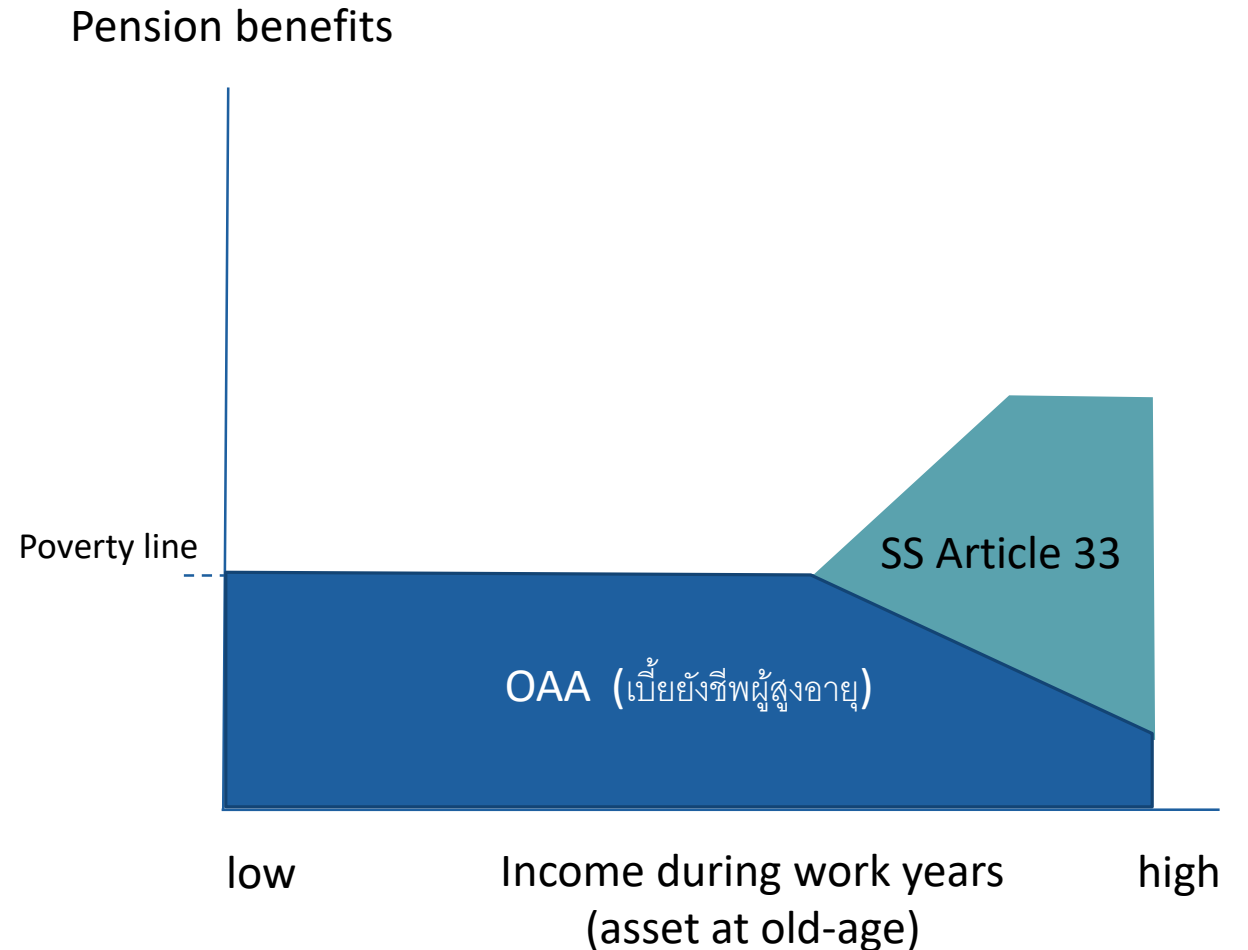 Pension benefits
Poverty line
SS Article 33
OAA (เบี้ยยังชีพผู้สูงอายุ)
low
Income during work years
high
(asset at old-age)